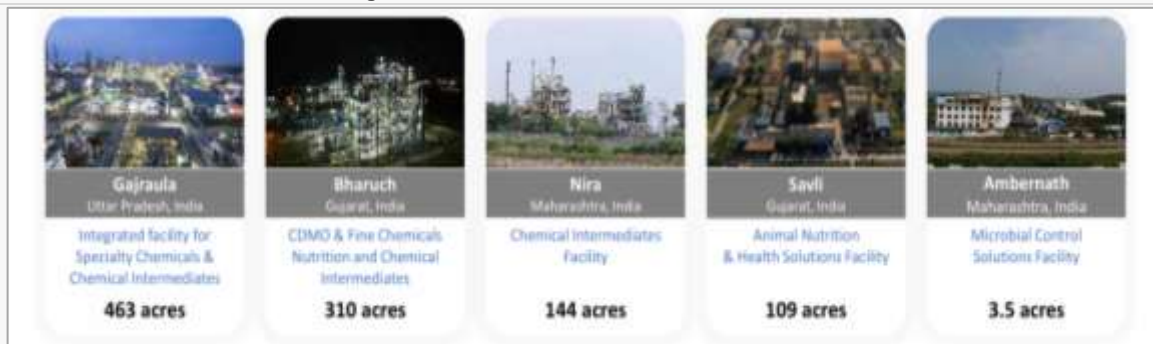 Gajraula
Uttar Pradesh, India
Integrated facility for
Specialty Chemicals &
Chemical Intermediates
463 acres
Bharuch
Gujarat, India
CDMO & Fine Chemicals
Nutrition and Chemical
Intermediates
310 acres
Nira
Maharashtra, India
Chemical Intermediates
Facility
144 acres
Savli
Gujarat, India
Animal Nutrition
& Health Solutions Facility
109 acres
Ambernath
Maharashtra, India
Microbial Control
Solutions Facility
3.5 acres